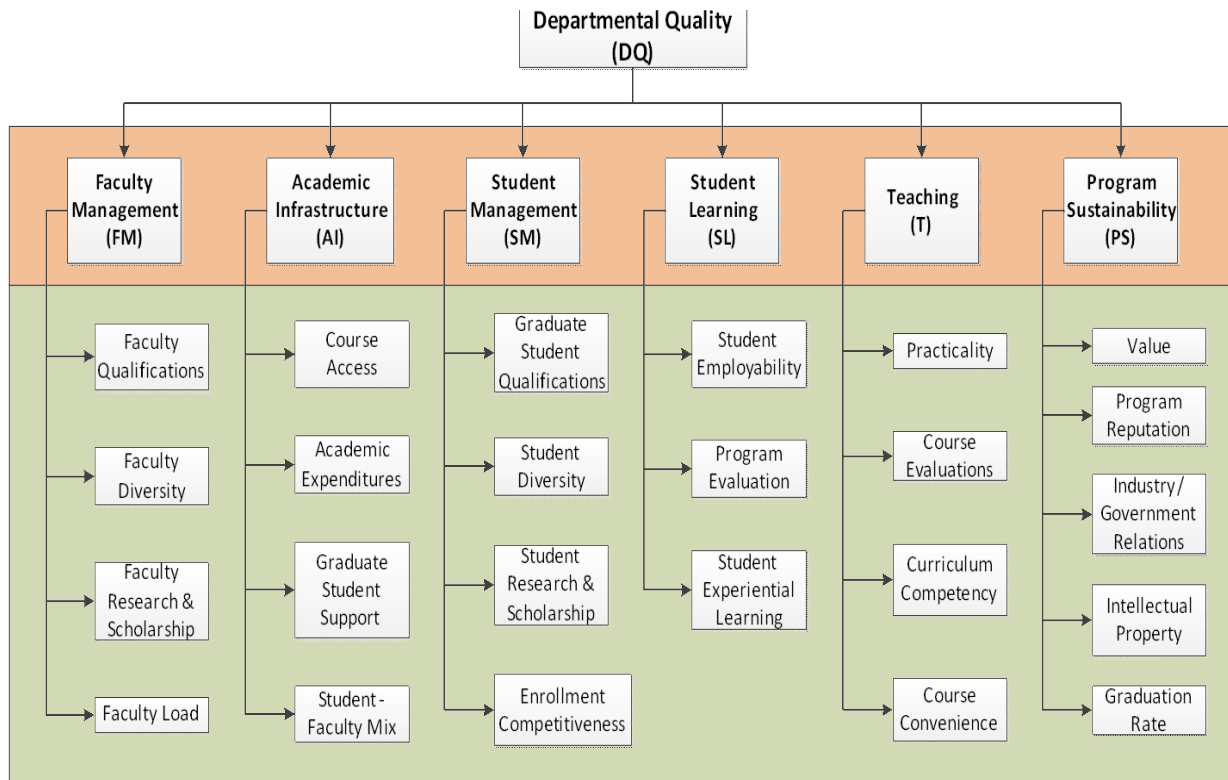 Departmental Quality
(DQ)
Faculty
Management
(FM)
Academic
Infrastructure
(AI)
Student
Management
(SM)
Student
Learning
(SL)
Teaching
(T)
Program
Sustainability
(PS)
Faculty
Qualifications
Faculty
Diversity
Faculty
Research &
Scholarship
Faculty Load
Course
Access
Academic
Expenditures
Graduate
Student
Support
Student-
Faculty Mix
Graduate
Student
Qualifications
Student
Diversity
Student
Research &
Scholarship
Enrollment
Competitiveness
Student
Employability
Program
Evaluation
Student
Experiential
Learning
Practicality
Course
Evaluations
Curriculum
Competency
Course
Convenience
Value
Program
Reputation
Industry/
Government
Relations
Intellectual
Property
Graduation
Rate